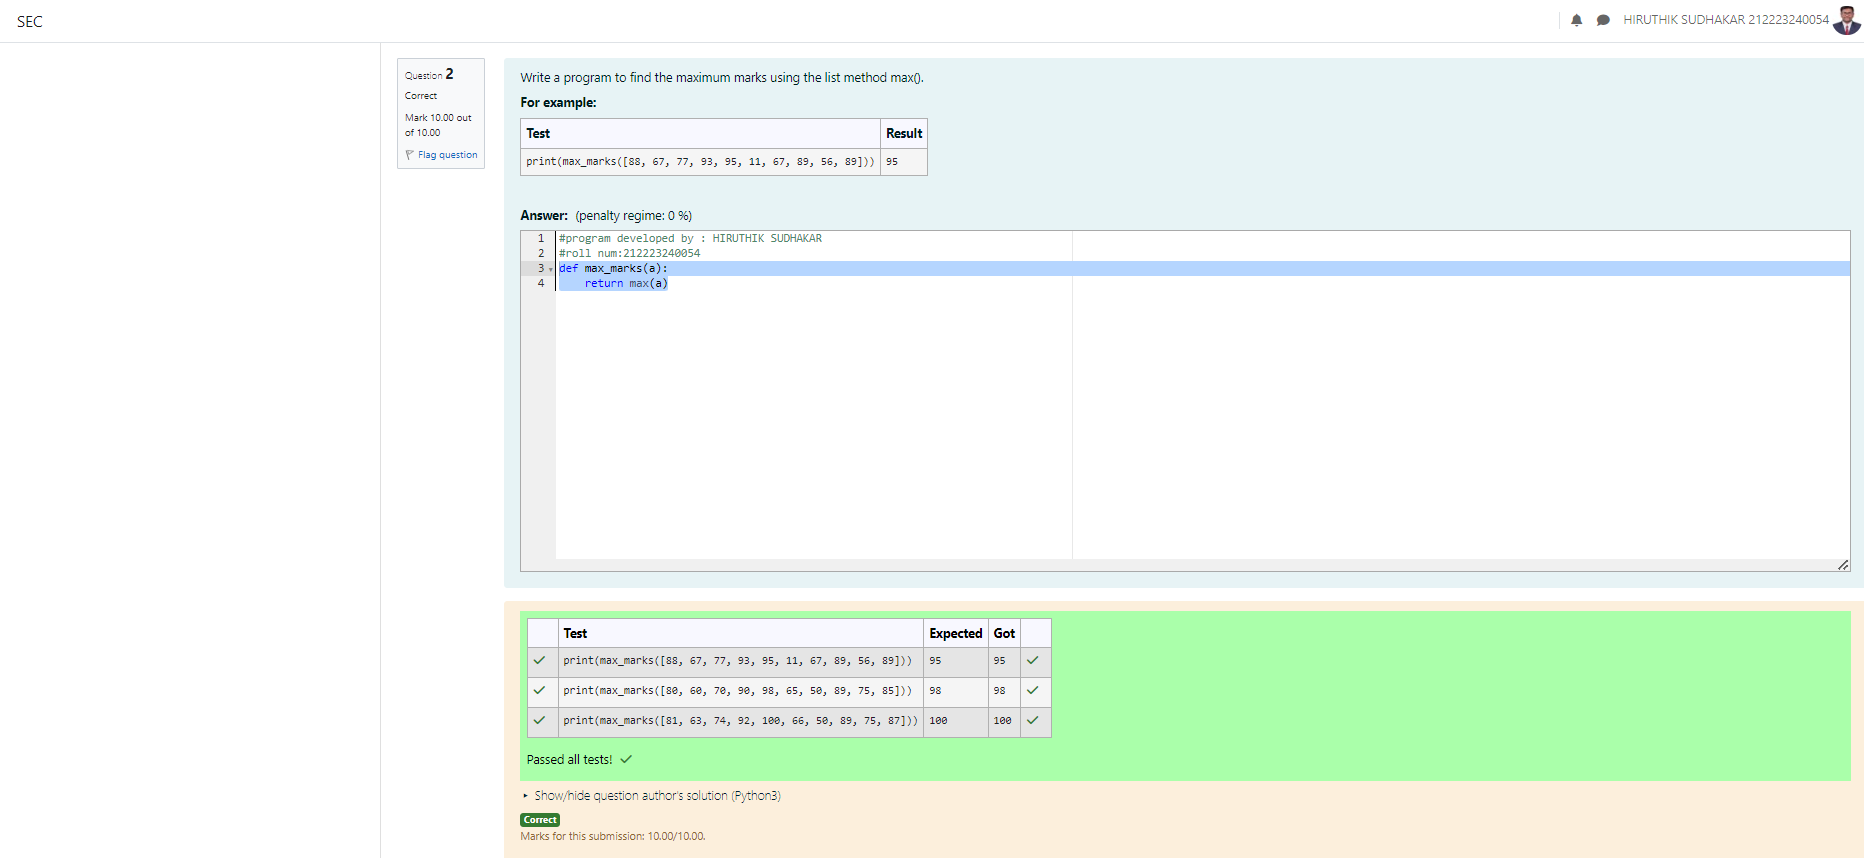 SEC
HIRUTHIK SUDHAKAR 212223240054
Question 2
Correct
Mark 10.00 out
of 10.00
Flag question
Write a program to find the maximum marks using the list method max().
For example:
Test Result
print(max_marks([88, 67, 77, 93, 95, 11, 67, 89, 56, 89])) 95
Answer: (penalty regime: 0 %)
1 #program developed by : HIRUTHIK SUDHAKAR
2 #roll num:212223240054
3 def max_marks(a):
4     return max(a)
Test Expected Got
print(max_marks([88, 67, 77, 93, 95, 11, 67, 89, 56, 89])) 95 95
print(max_marks([80, 60, 70, 90, 98, 65, 50, 89, 75, 85])) 98 98
print(max_marks([81, 63, 74, 92, 100, 66, 50, 89, 75, 87])) 100 100
Passed all tests!
Show/hide question author's solution (Python3)
Correct
Marks for this submission: 10.00/10.00.